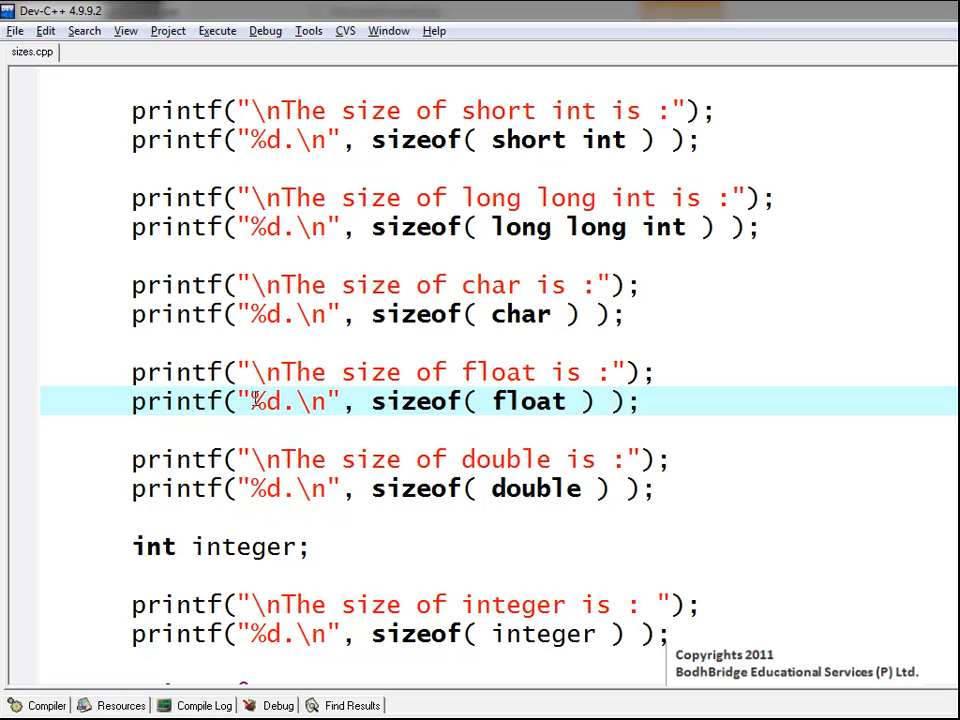 Dev-C++ 4.9.9.2
File Edit Search View Project Execute Debug Tools CVS Window Help
sizes.cpp
printf("\nThe size of short int is :");
printf("%d.\n", sizeof( short int ) );
printf("\nThe size of long long int is :");
printf("%d.\n", sizeof( long long int ) );
printf("\nThe size of char is :");
printf("%d.\n", sizeof( char ) );
printf("\nThe size of float is :");
printf("%d.\n", sizeof( float ) );
printf("\nThe size of double is :");
printf("%d.\n", sizeof( double ) );
int integer;
printf("\nThe size of integer is : ");
printf("%d.\n", sizeof( integer ) );
Copyrights 2011
BodhBridge Educational Services (P) Ltd.
Compiler Resources Compile Log Debug Find Results